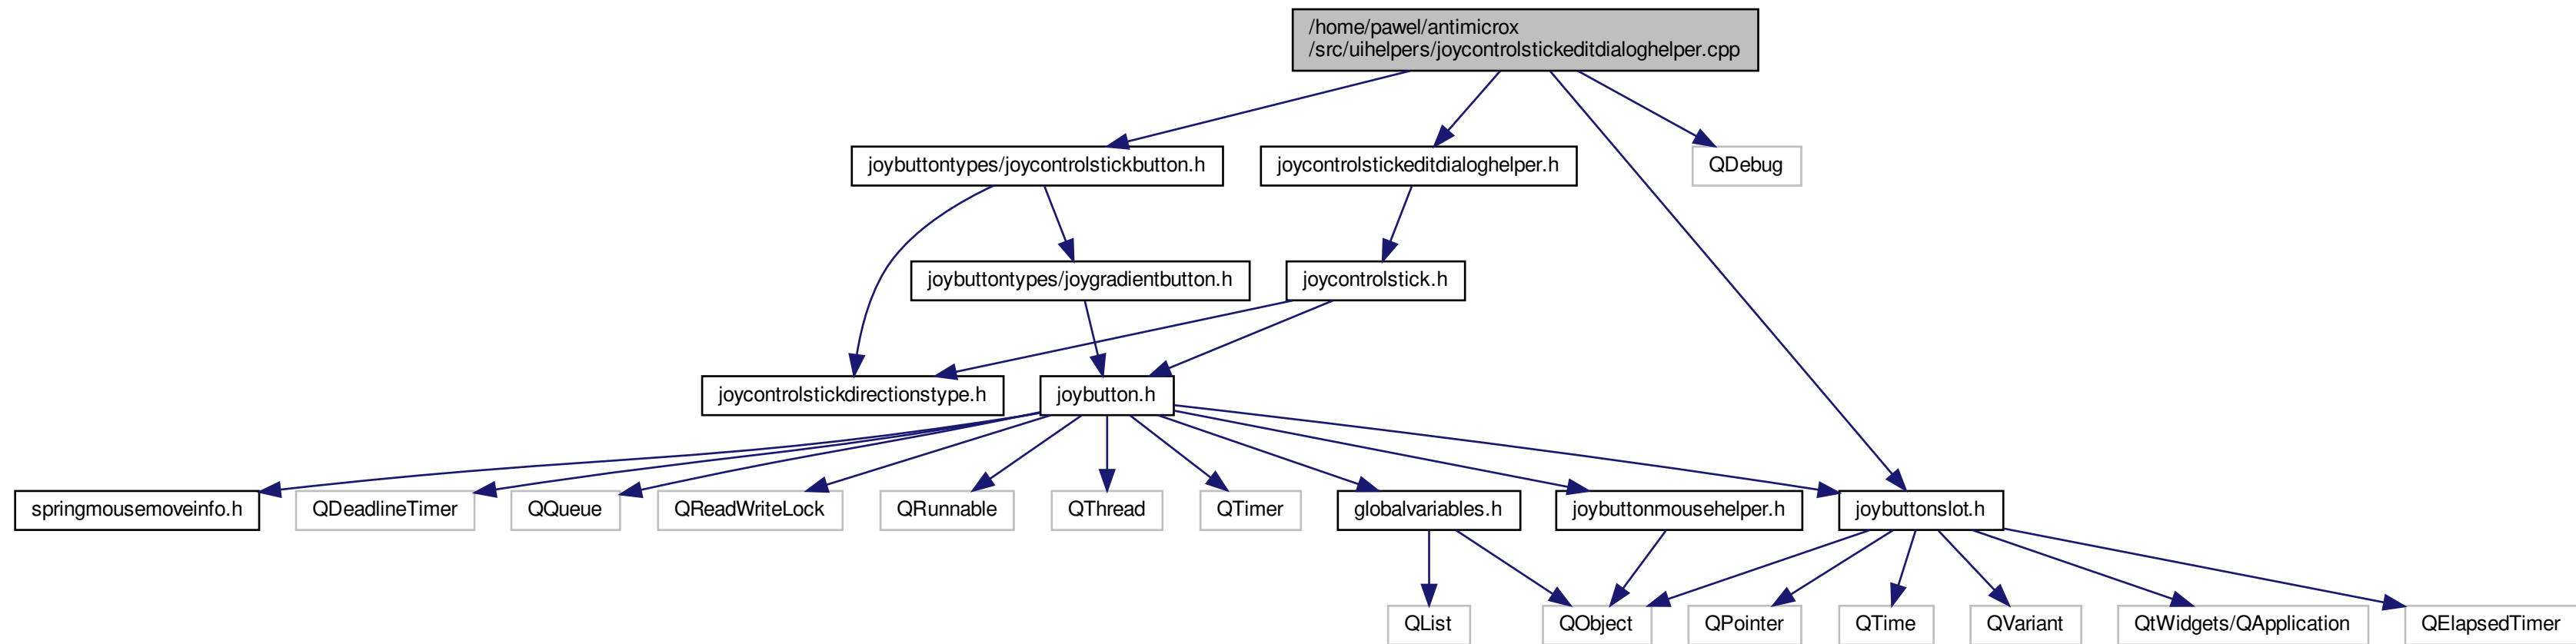 /home/pawel/antimicrox
/src/uihelpers/joycontrolstickeditdialoghelper.cpp
joybuttontypes/joycontrolstickbutton.h
joycontrolstickeditdialoghelper.h
QDebug
joybuttontypes/joygradientbutton.h
joycontrolstick.h
joycontrolstickdirectionstype.h
joybutton.h
springmousemoveinfo.h
QDeadlineTimer
QQueue
QReadWriteLock
QRunnable
QThread
QTimer
globalvariables.h
joybuttonmousehelper.h
joybuttonslot.h
QList
QObject
QPointer
QTime
QVariant
QtWidgets/QApplication
QElapsedTimer